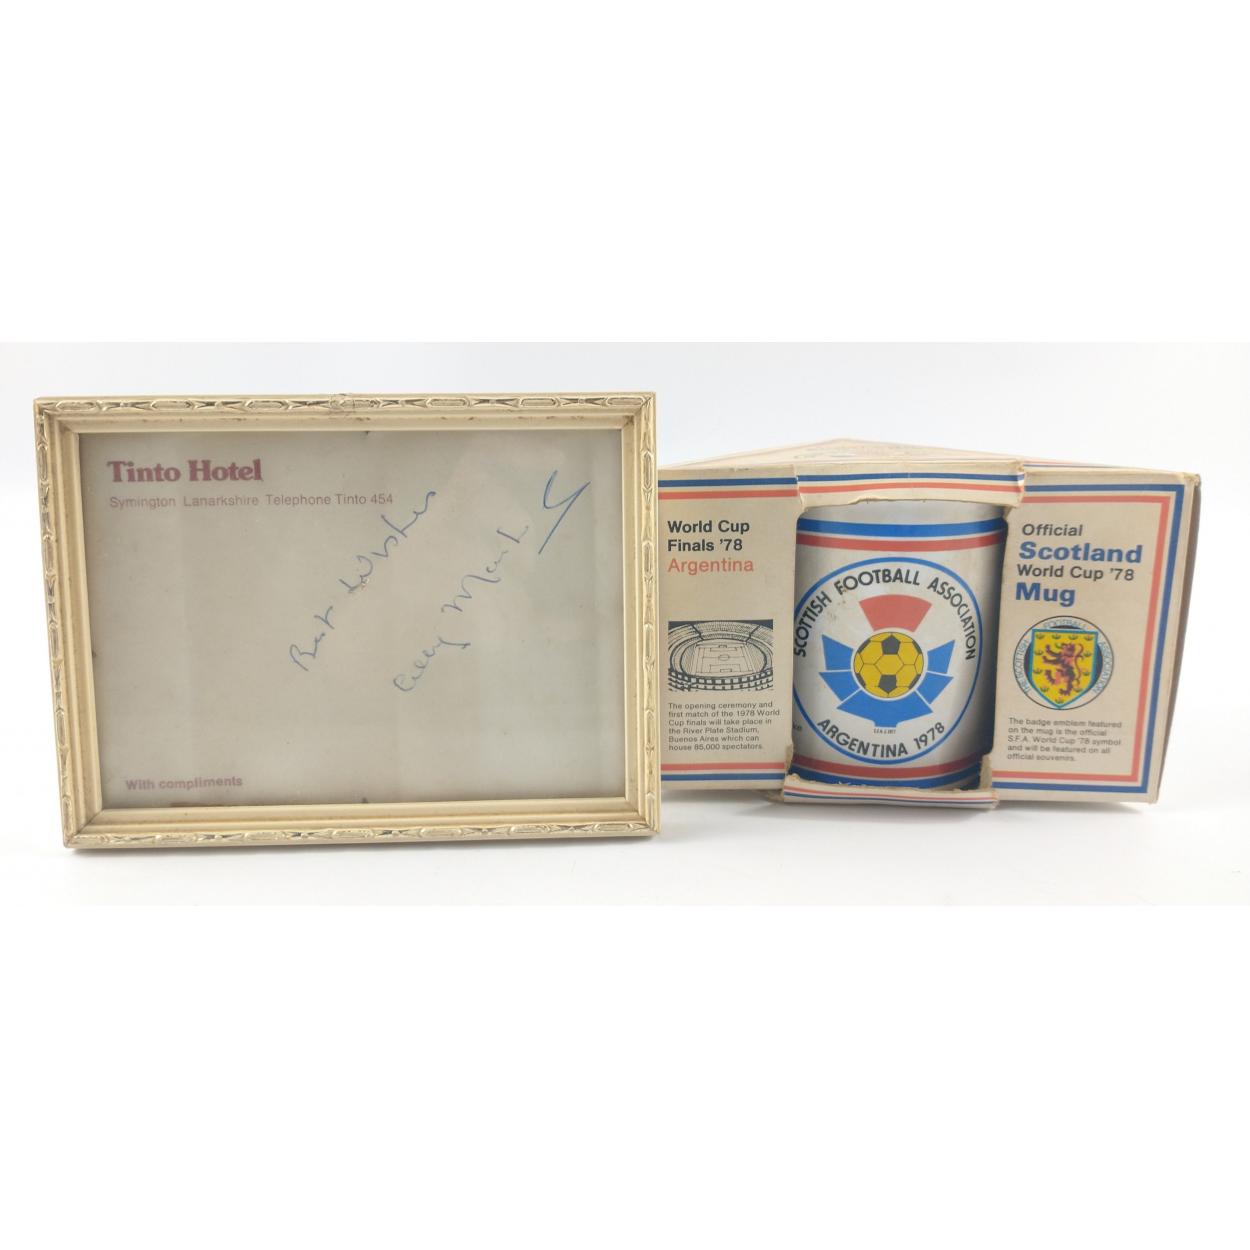 Tinto Hotel
Symington Lanarkshire Telephone Tinto 454
Best Wishes
With compliments
World Cup
Finals '78
Argentina
The opening ceremony and
first match of the 1978 World
Cup finals will take place in
the River Plate Stadium,
Buenos Aires which can
house 85,000 spectators.
SCOTTISH FOOTBALL ASSOCIATION
ARGENTINA 1978
Official
Scotland
World Cup '78
Mug
THE SCOTTISH FOOTBALL ASSOCIATION
The badge emblem featured
on the mug is the official
S.F.A. World Cup '78 symbol
and will be featured on all
official souvenirs.